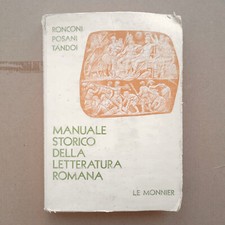 RONCONI
POSANI
TANDOI
MANUALE
STORICO
DELLA
LETTERATURA
ROMANA
LE MONNIER